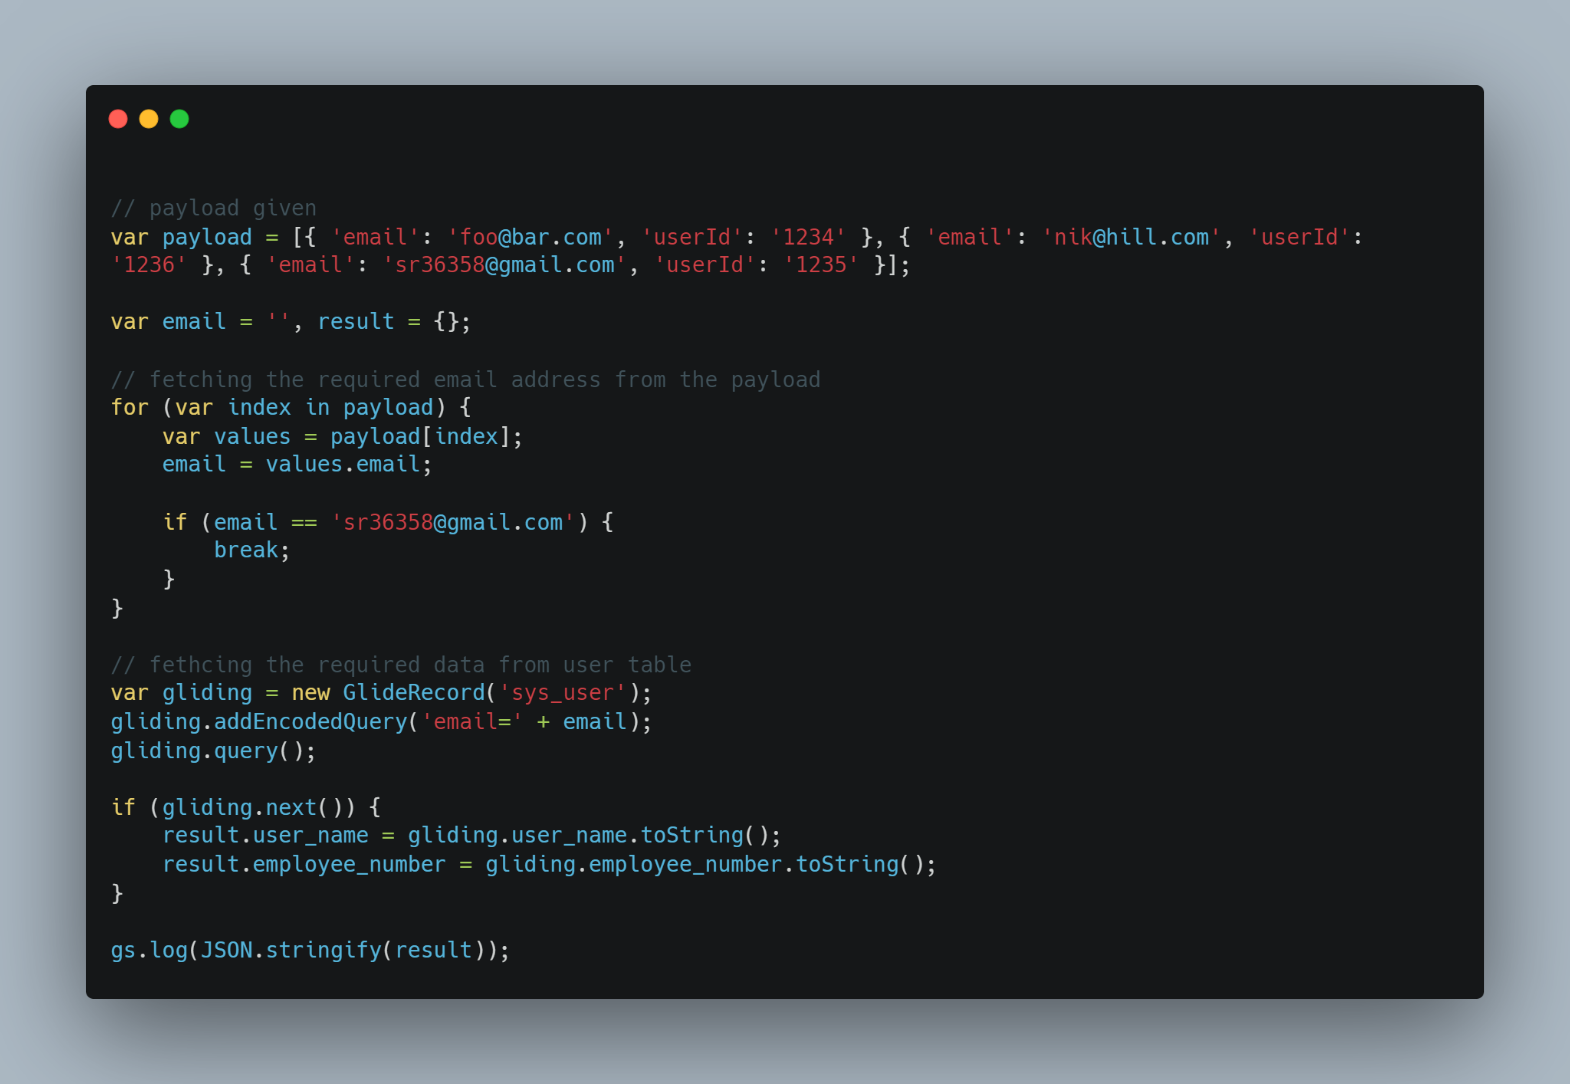 // payload given
var payload = [{ 'email': 'foo@bar.com', 'userId': '1234' }, { 'email': 'nik@hill.com', 'userId':
'1236' }, { 'email': 'sr36358@gmail.com', 'userId': '1235' }];
var email = '', result = {};
// fetching the required email address from the payload
for (var index in payload) {
    var values = payload[index];
    email = values.email;
    if (email == 'sr36358@gmail.com') {
        break;
    }
}
// fethcing the required data from user table
var gliding = new GlideRecord('sys_user');
gliding.addEncodedQuery('email=' + email);
gliding.query();
if (gliding.next()) {
    result.user_name = gliding.user_name.toString();
    result.employee_number = gliding.employee_number.toString();
}
gs.log(JSON.stringify(result));